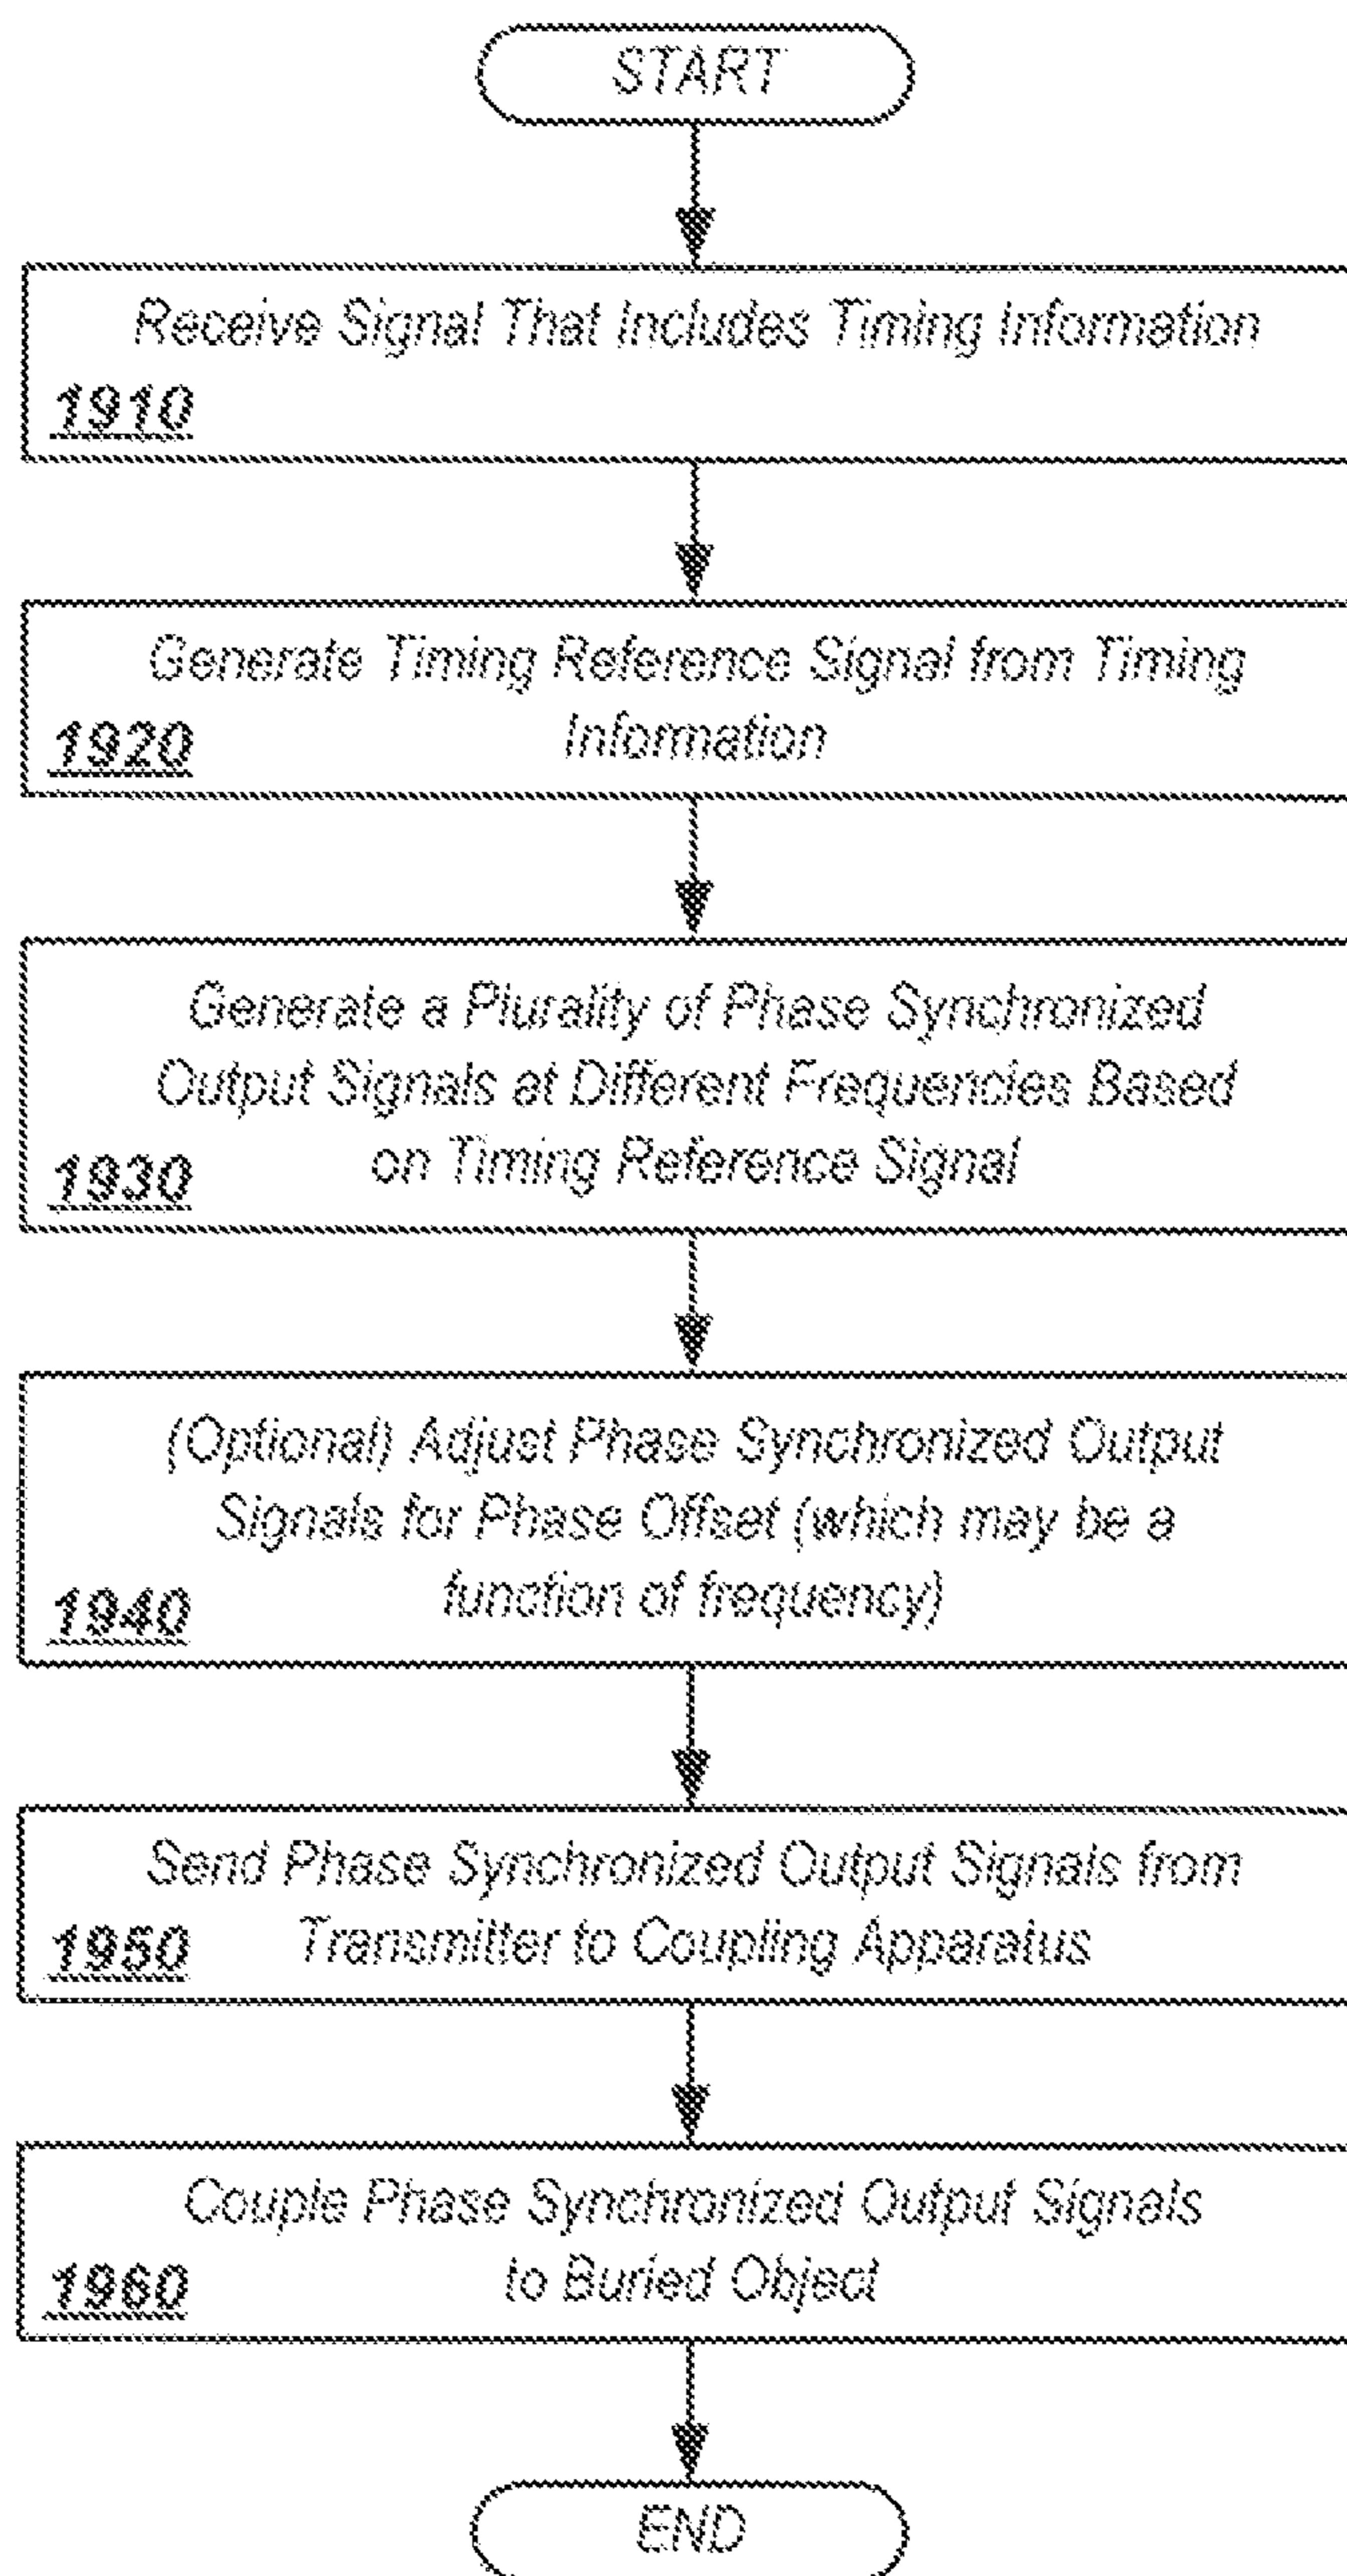 START
Receive Signal That Includes Timing Information
1910
Generate Timing Reference Signal from Timing
Information
1920
Generate a Plurality of Phase Synchronized
Output Signals at Different Frequencies Based
on Timing Reference Signal
1930
(Optional) Adjust Phase Synchronized Output
Signals for Phase Offset (which may be a
function of frequency)
1940
Send Phase Synchronized Output Signals from
Transmitter to Coupling Apparatus
1950
Couple Phase Synchronized Output Signals
to Buried Object
1960
END